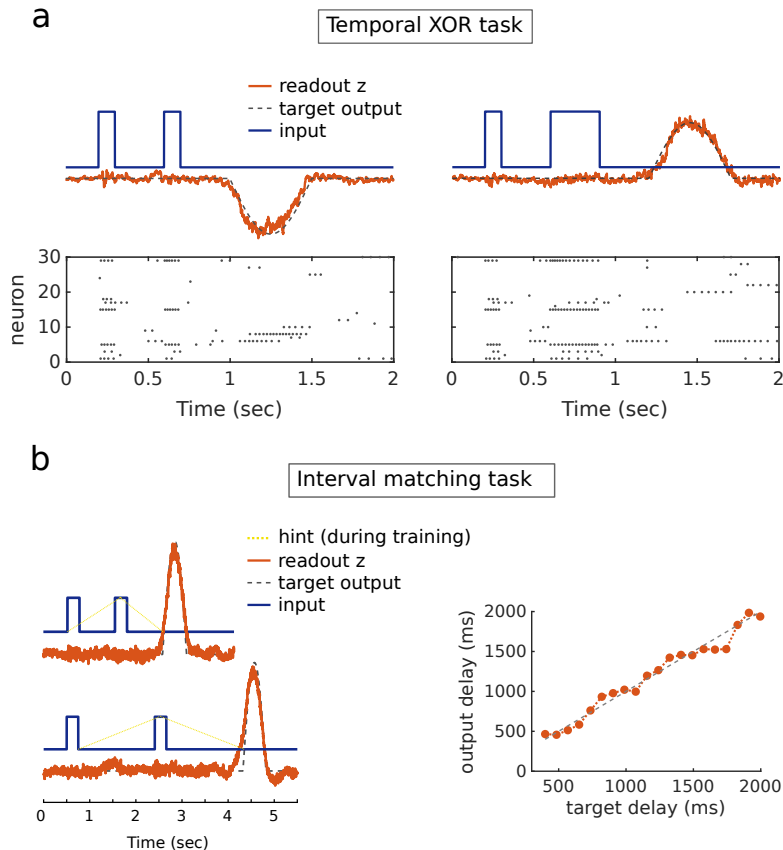 a
Temporal XOR task
readout z
target output
input
neuron
30
20
10
0
0 0.5 1 1.5 2
Time (sec)
0 0.5 1 1.5 2
Time (sec)
b
Interval matching task
hint (during training)
readout z
target output
input
0 1 2 3 4 5
Time (sec)
output delay (ms)
2000
1500
1000
500
0
500 1000 1500 2000
target delay (ms)